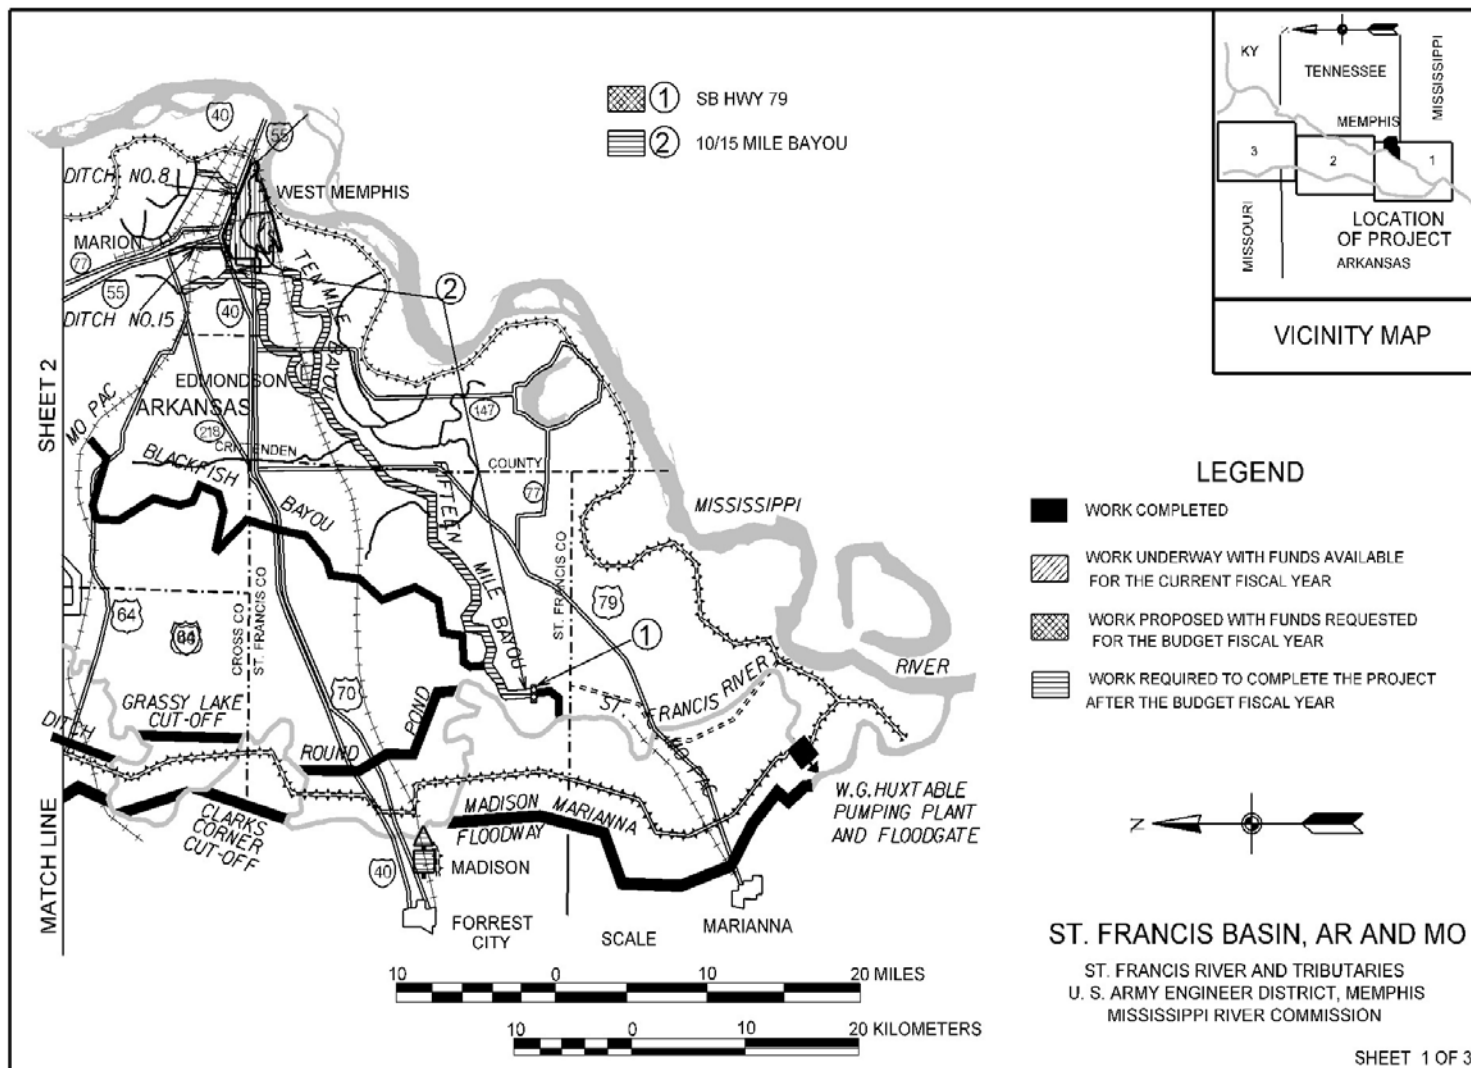 1 SB HWY 79
2 10/15 MILE BAYOU
KY
TENNESSEE
MISSISSIPPI
MEMPHIS
3
2
1
MISSOURI
LOCATION
OF PROJECT
ARKANSAS
VICINITY MAP
40
55
DITCH NO.8
WEST MEMPHIS
MARION
77
55
DITCH NO.15
40
TEN MILE BAYOU
2
SHEET 2
MO PAC
EDMONDSON
ARKANSAS
147
218
CRITTENDEN
COUNTY
BLACKFISH
BAYOU
77
FIFTEEN
MILE BAYOU
MISSISSIPPI
RIVER
LEGEND
WORK COMPLETED
WORK UNDERWAY WITH FUNDS AVAILABLE
FOR THE CURRENT FISCAL YEAR
WORK PROPOSED WITH FUNDS REQUESTED
FOR THE BUDGET FISCAL YEAR
WORK REQUIRED TO COMPLETE THE PROJECT
AFTER THE BUDGET FISCAL YEAR
CROSS CO
ST. FRANCIS CO
ST. FRANCIS CO
79
1
64
70
GRASSY LAKE
CUT-OFF
DITCH
ROUND
POND
ST. FRANCIS RIVER
MO PAC
CLARKS
CORNER
CUT-OFF
MADISON MARIANNA
FLOODWAY
W.G.HUXTABLE
PUMPING PLANT
AND FLOODGATE
N
MATCH LINE
40
MADISON
FORREST
CITY
SCALE
MARIANNA
10 0 10 20 MILES
10 0 10 20 KILOMETERS
ST. FRANCIS BASIN, AR AND MO
ST. FRANCIS RIVER AND TRIBUTARIES
U. S. ARMY ENGINEER DISTRICT, MEMPHIS
MISSISSIPPI RIVER COMMISSION
SHEET 1 OF 3